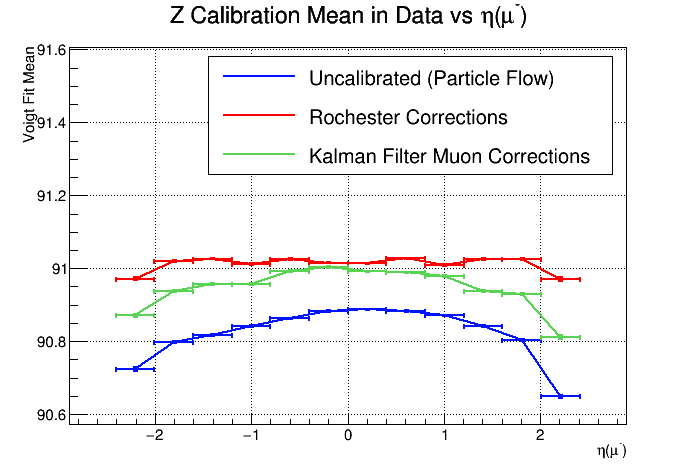 Z Calibration Mean in Data vs η(μ⁻)
Voigt Fit Mean
91.6
91.4
91.2
91
90.8
90.6
Uncalibrated (Particle Flow)
Rochester Corrections
Kalman Filter Muon Corrections
−2 −1 0 1 2
η(μ⁻)